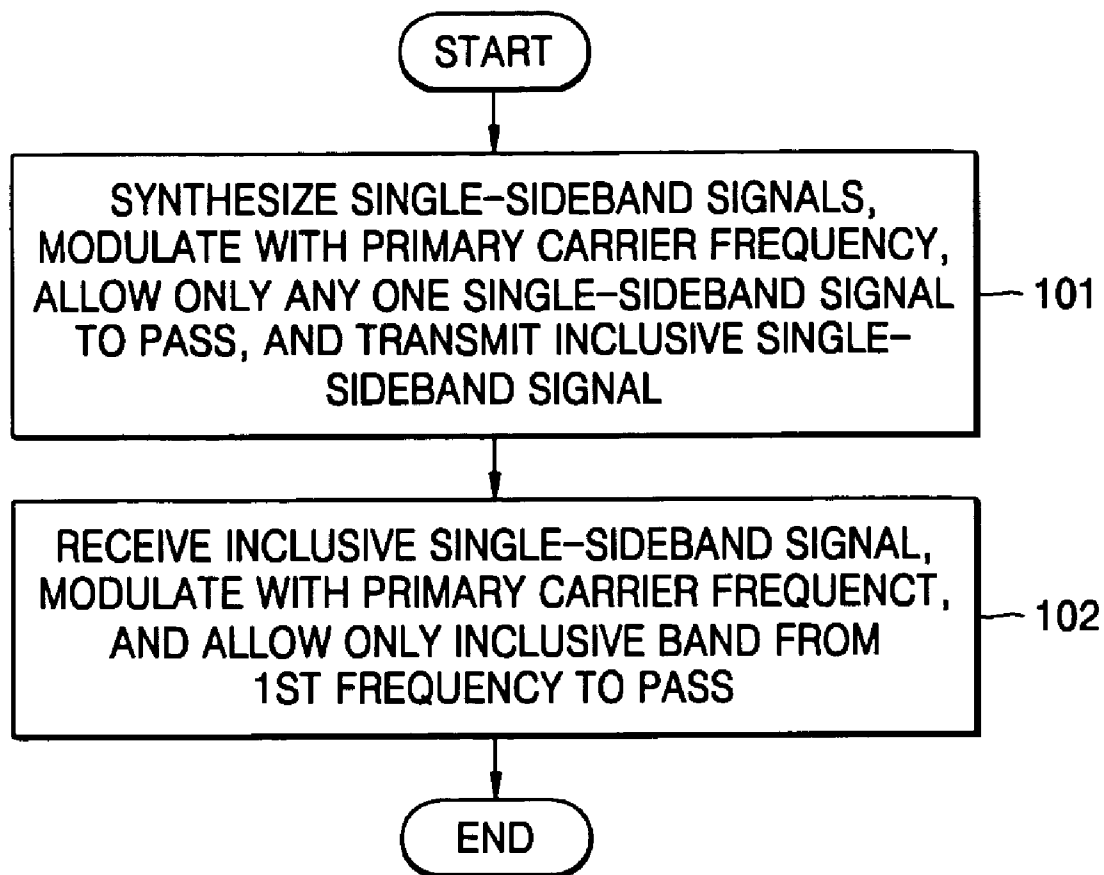 START
SYNTHESIZE SINGLE-SIDEBAND SIGNALS,
MODULATE WITH PRIMARY CARRIER FREQUENCY,
ALLOW ONLY ANY ONE SINGLE-SIDEBAND SIGNAL
TO PASS, AND TRANSMIT INCLUSIVE SINGLE-
SIDEBAND SIGNAL
101
RECEIVE INCLUSIVE SINGLE-SIDEBAND SIGNAL,
MODULATE WITH PRIMARY CARRIER FREQUENCT,
AND ALLOW ONLY INCLUSIVE BAND FROM
1ST FREQUENCY TO PASS
102
END